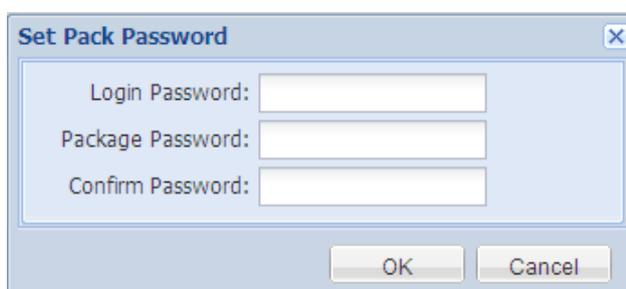 Set Pack Password
Login Password:
Package Password:
Confirm Password:
OK
Cancel